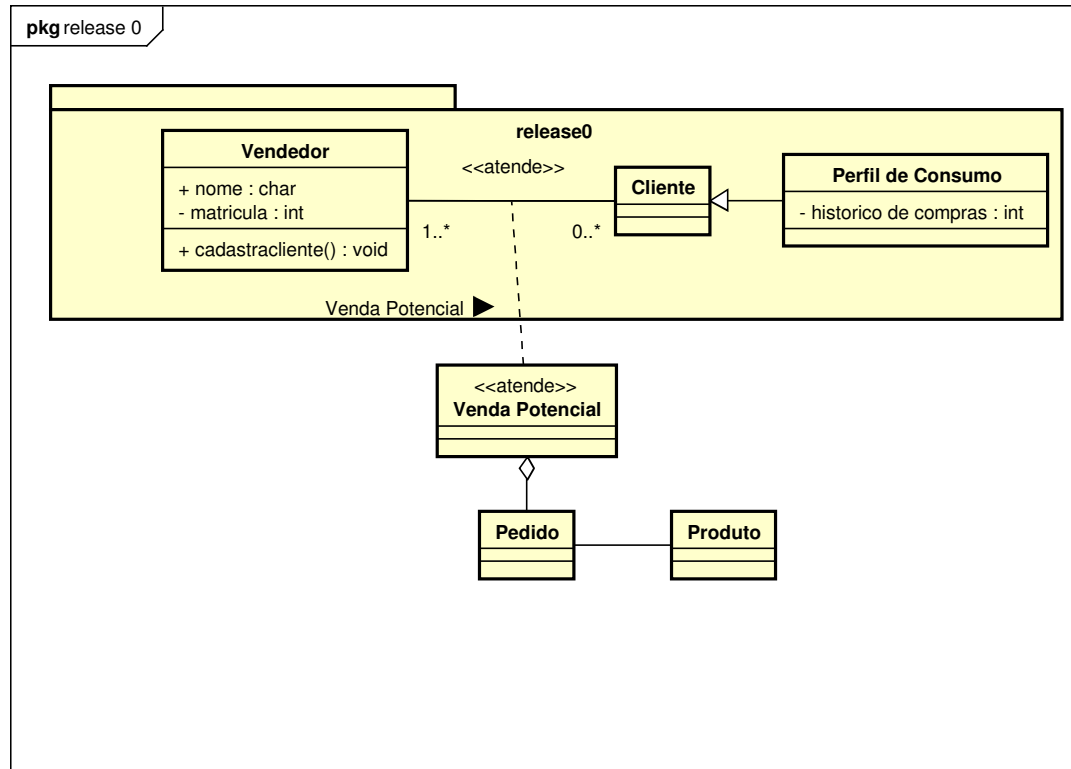 pkg release 0
release0
Vendedor
+ nome : char
- matricula : int
+ cadastracliente() : void
<<atende>>
1..*
0..*
Cliente
Perfil de Consumo
- historico de compras : int
Venda Potencial
<<atende>>
Venda Potencial
Pedido
Produto